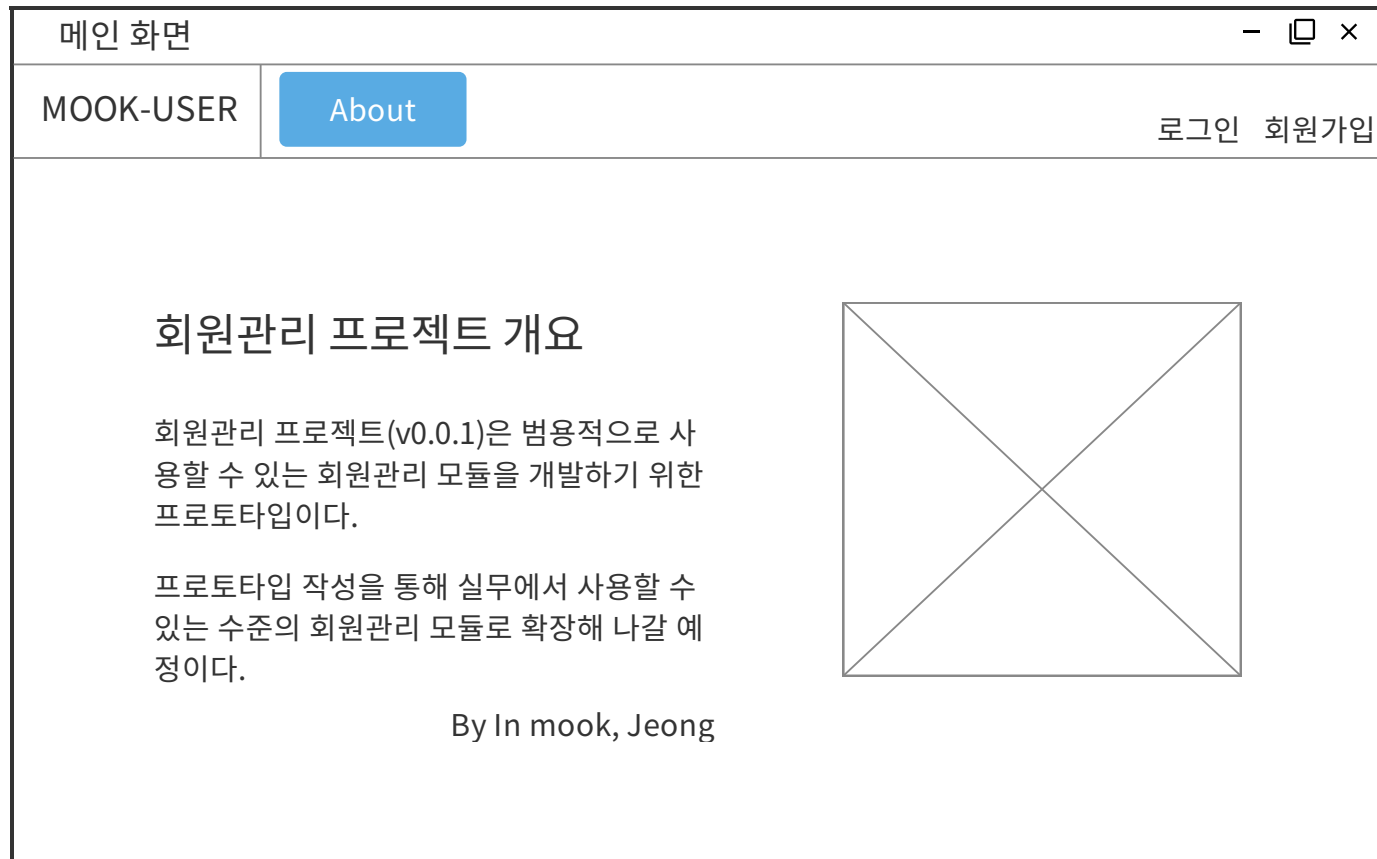 메인 화면
MOOK-USER
About
로그인 회원가입
회원관리 프로젝트 개요
회원관리 프로젝트(v0.0.1)은 범용적으로 사
용할 수 있는 회원관리 모듈을 개발하기 위한
프로토타입이다.
프로토타입 작성을 통해 실무에서 사용할 수
있는 수준의 회원관리 모듈로 확장해 나갈 예
정이다.
By In mook, Jeong